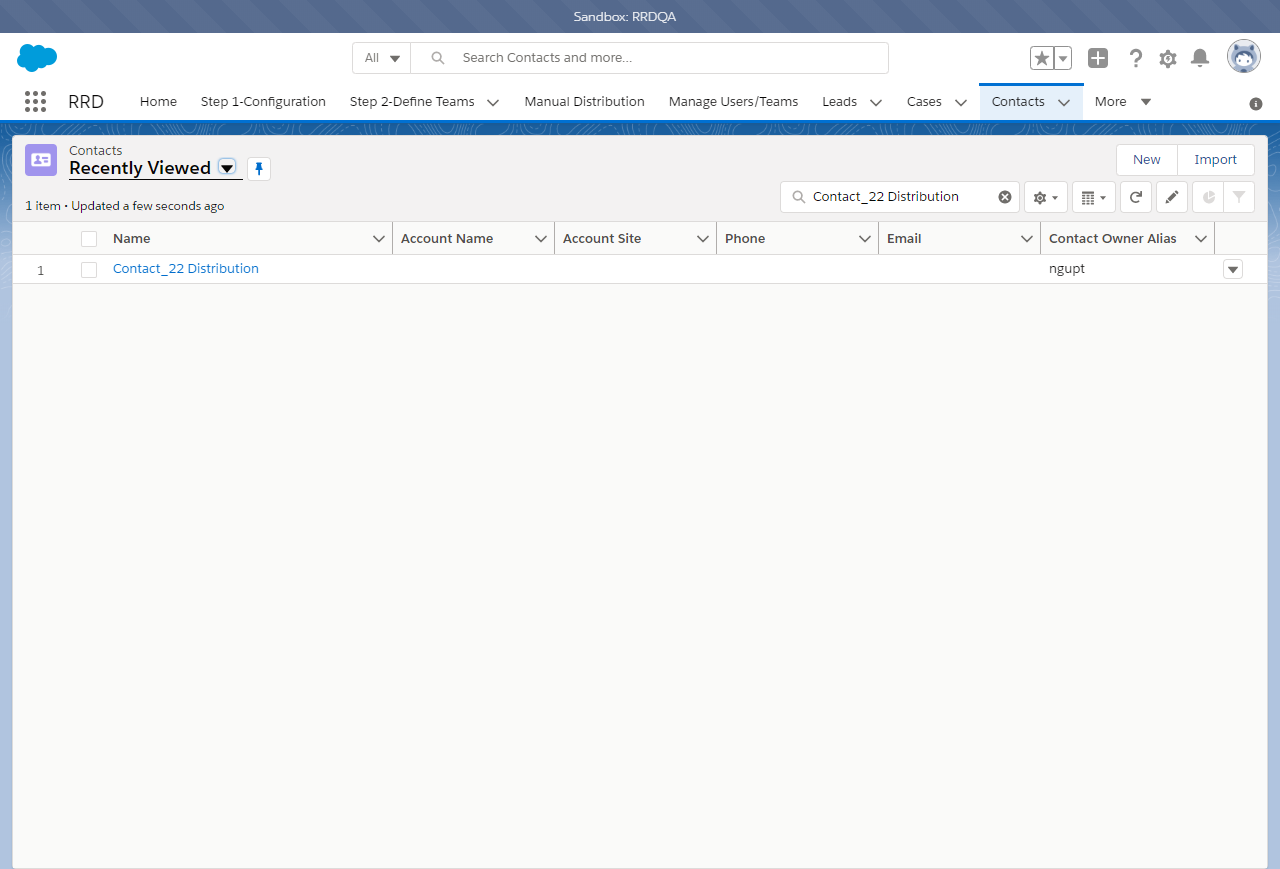 Sandbox: RRDQA
All
Search Contacts and more...
RRD
Home
Step 1-Configuration
Step 2-Define Teams
Manual Distribution
Manage Users/Teams
Leads
Cases
Contacts
More
Contacts
Recently Viewed
New
Import
1 item • Updated a few seconds ago
Contact_22 Distribution
Name
Account Name
Account Site
Phone
Email
Contact Owner Alias
1
Contact_22 Distribution
ngupt